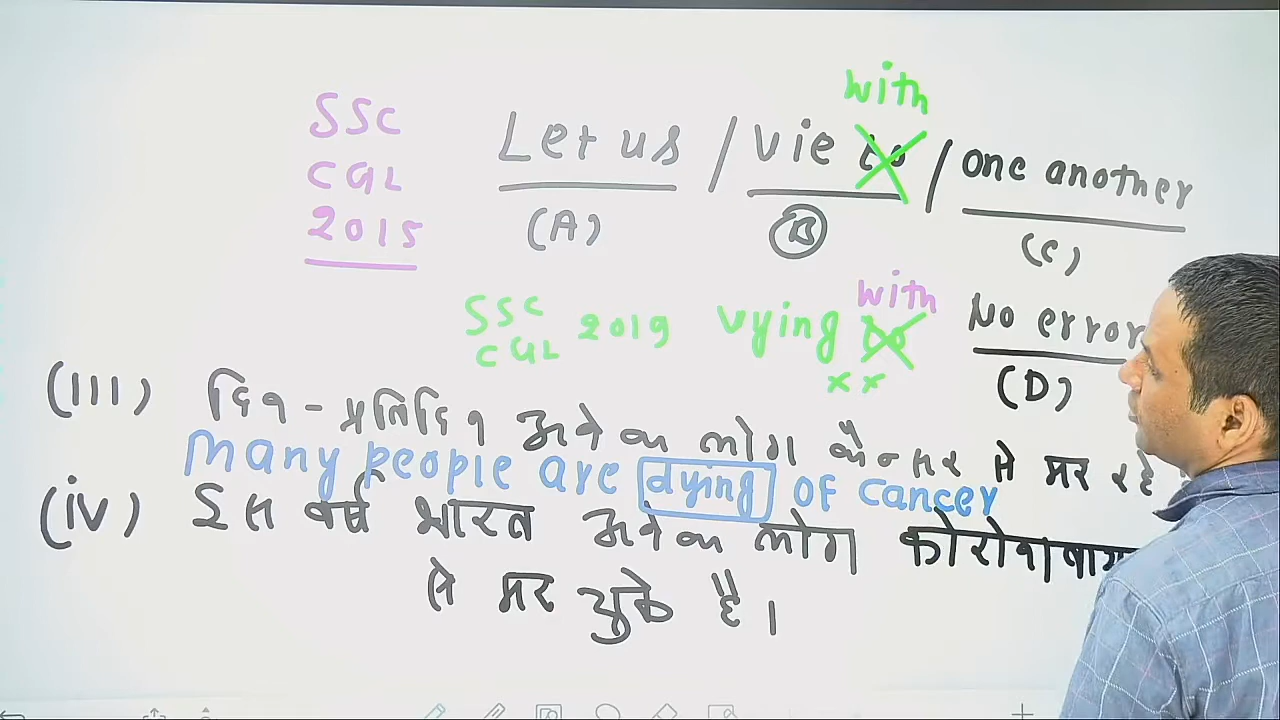 with
SSC CGL 2015
Let us / vie to / one another
(A) (B) (C)
with
SSC CGL 2019 vying to No error
x x (D)
(iii) दिन-प्रतिदिन अनेक लोग कैन्सर से मर रहे
many people are dying of cancer
(iv) इस वर्ष भारत अनेक लोग
से मर चुके हैं।